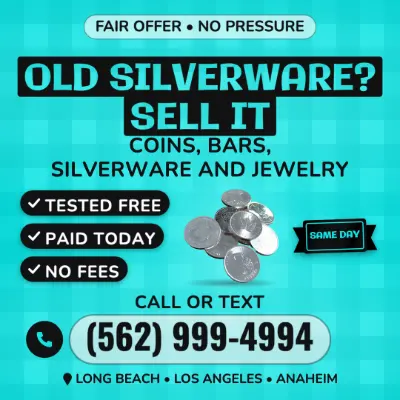 FAIR OFFER • NO PRESSURE
OLD SILVERWARE?
SELL IT
COINS, BARS,
SILVERWARE AND JEWELRY
TESTED FREE
PAID TODAY
NO FEES
SAME DAY
CALL OR TEXT
(562) 999-4994
LONG BEACH • LOS ANGELES • ANAHEIM